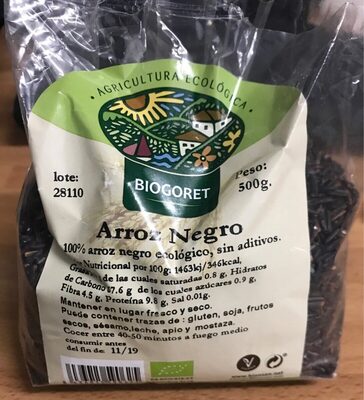 AGRICULTURA ECOLÓGICA
BIOGORET
lote:
28110
Peso:
500g.
Arroz Negro
100% arroz negro ecológico, sin aditivos.
Nutricional por 100g: 1463kj/346kcal,
de las cuales saturadas 0.8 g, Hidratos
de Carbono 17.6 g de los cuales azúcares 0.9 g,
Fibra 4.5 g, Proteína 9.8 g, Sal 0.01g.
Mantener en lugar fresco y seco.
Puede contener trazas de: gluten, soja, frutos
secos, sésamo, leche, apio y mostaza.
Cocer entre 40-50 minutos a fuego medio
consumir antes
del fin de: 11/19